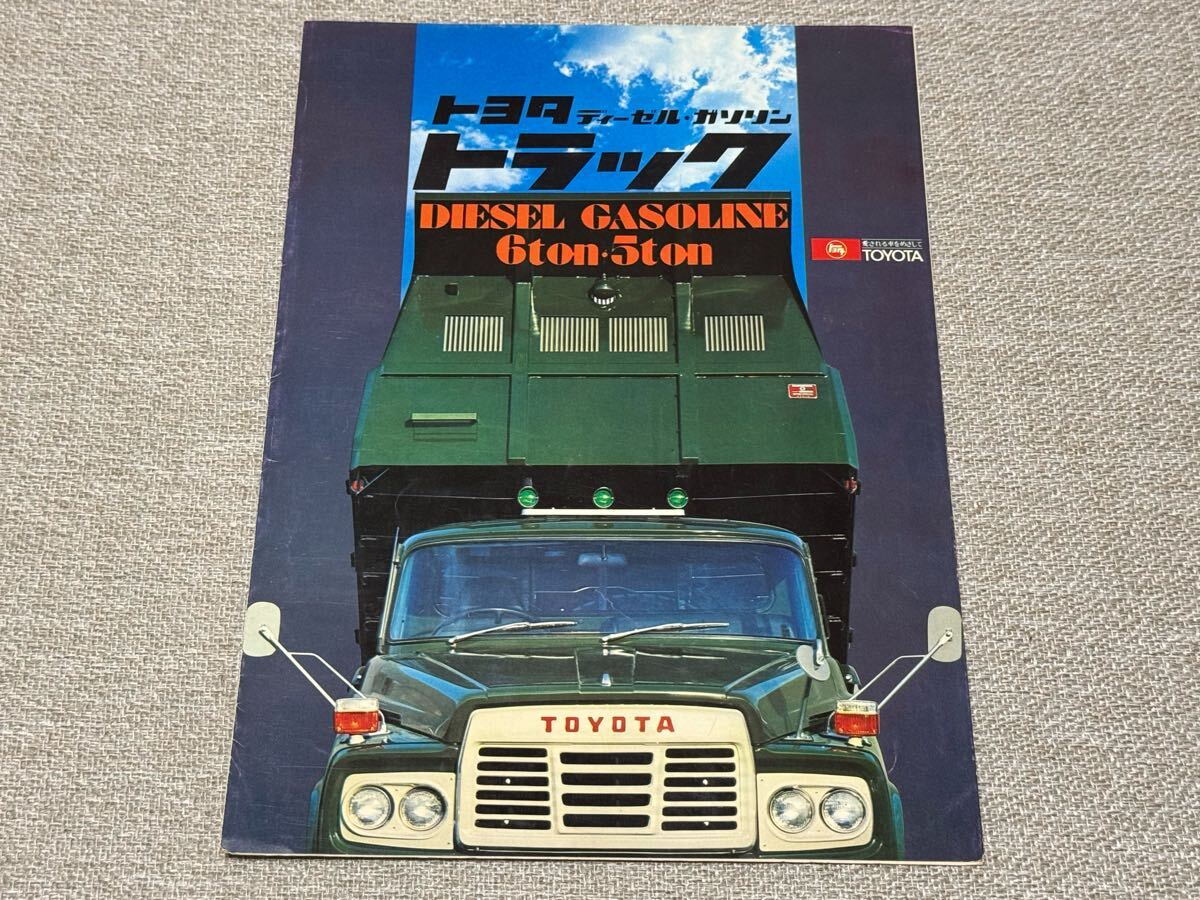 トヨタ ディーゼル・ガソリン
トラック
DIESEL GASOLINE
6ton・5ton
愛される車をめざして
TOYOTA
TOYOTA